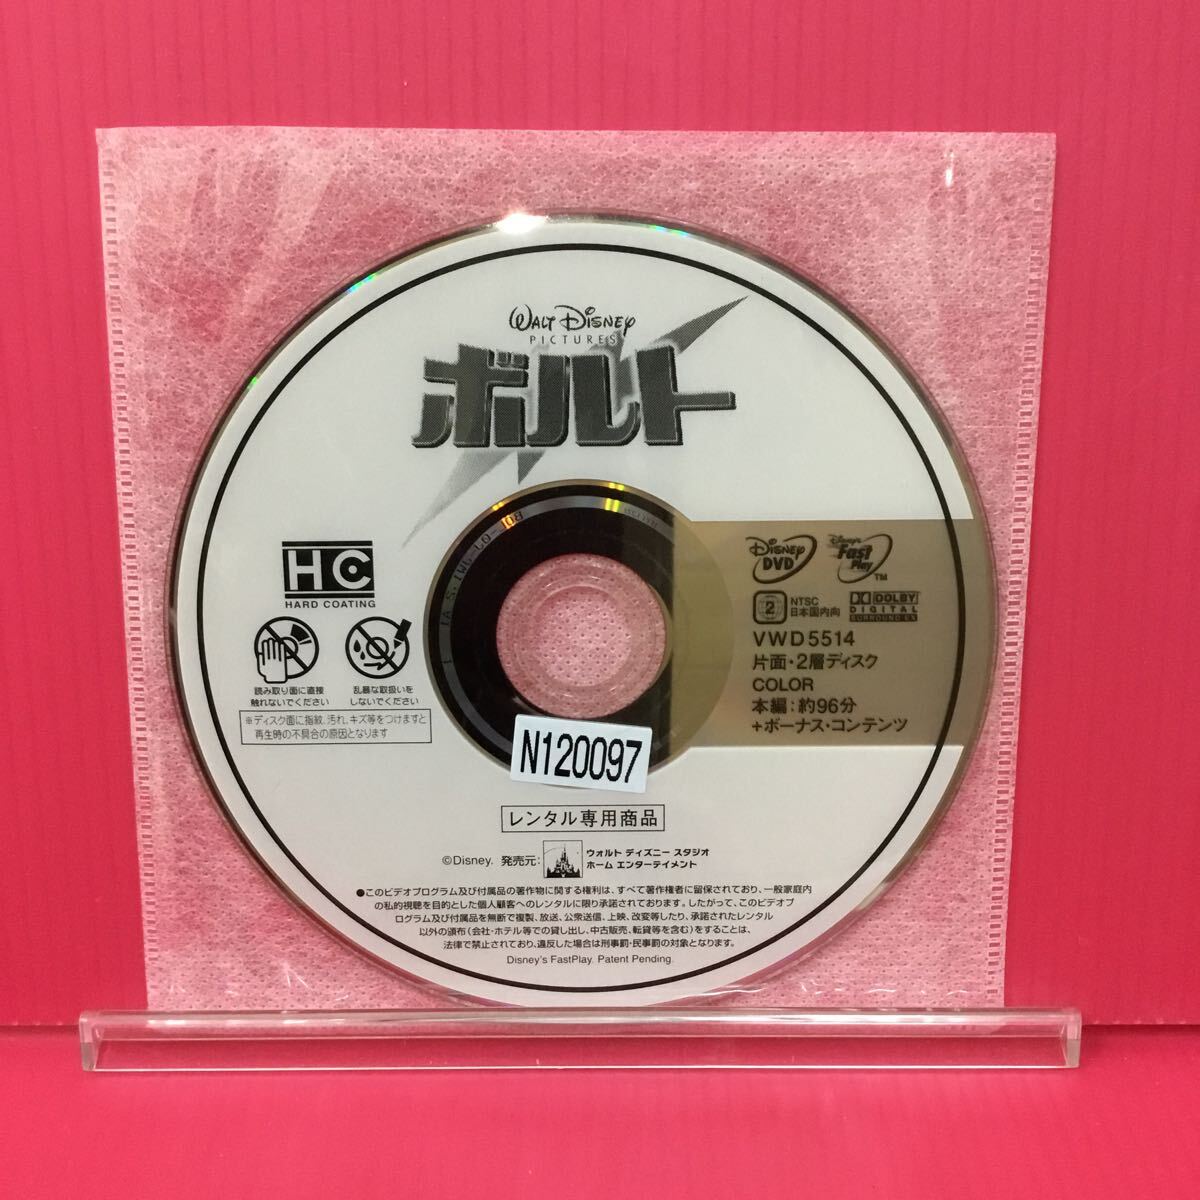 WALT DISNEY
PICTURES
ボルト
HC
HARD COATING
読み取り面に直接
触れないでください
乱暴な取扱いを
しないでください
※ディスク面に指紋、汚れ、キズ等をつけますと
再生時の不具合の原因となります
DISNEY
DVD
Disney's
Fast
Play
TM
2
NTSC
日本国内向
DOLBY
DIGITAL
SURROUND EX
VWD5514
片面・2層ディスク
COLOR
本編：約96分
+ボーナス・コンテンツ
N120097
レンタル専用商品
©Disney. 発売元：
ウォルト ディズニー スタジオ
ホーム エンターテイメント
●このビデオプログラム及び付属品の著作物に関する権利は、すべて著作権者に留保されており、一般家庭内
の私的視聴を目的とした個人顧客へのレンタルに限り承諾されております。したがって、このビデオプ
ログラム及び付属品を無断で複製、放送、公衆送信、上映、改変等したり、承諾されたレンタル
以外の頒布（会社・ホテル等での貸し出し、中古販売、転貸等を含む）をすることは、
法律で禁止されており、違反した場合は刑事罰・民事罰の対象となります。
Disney's FastPlay. Patent Pending.